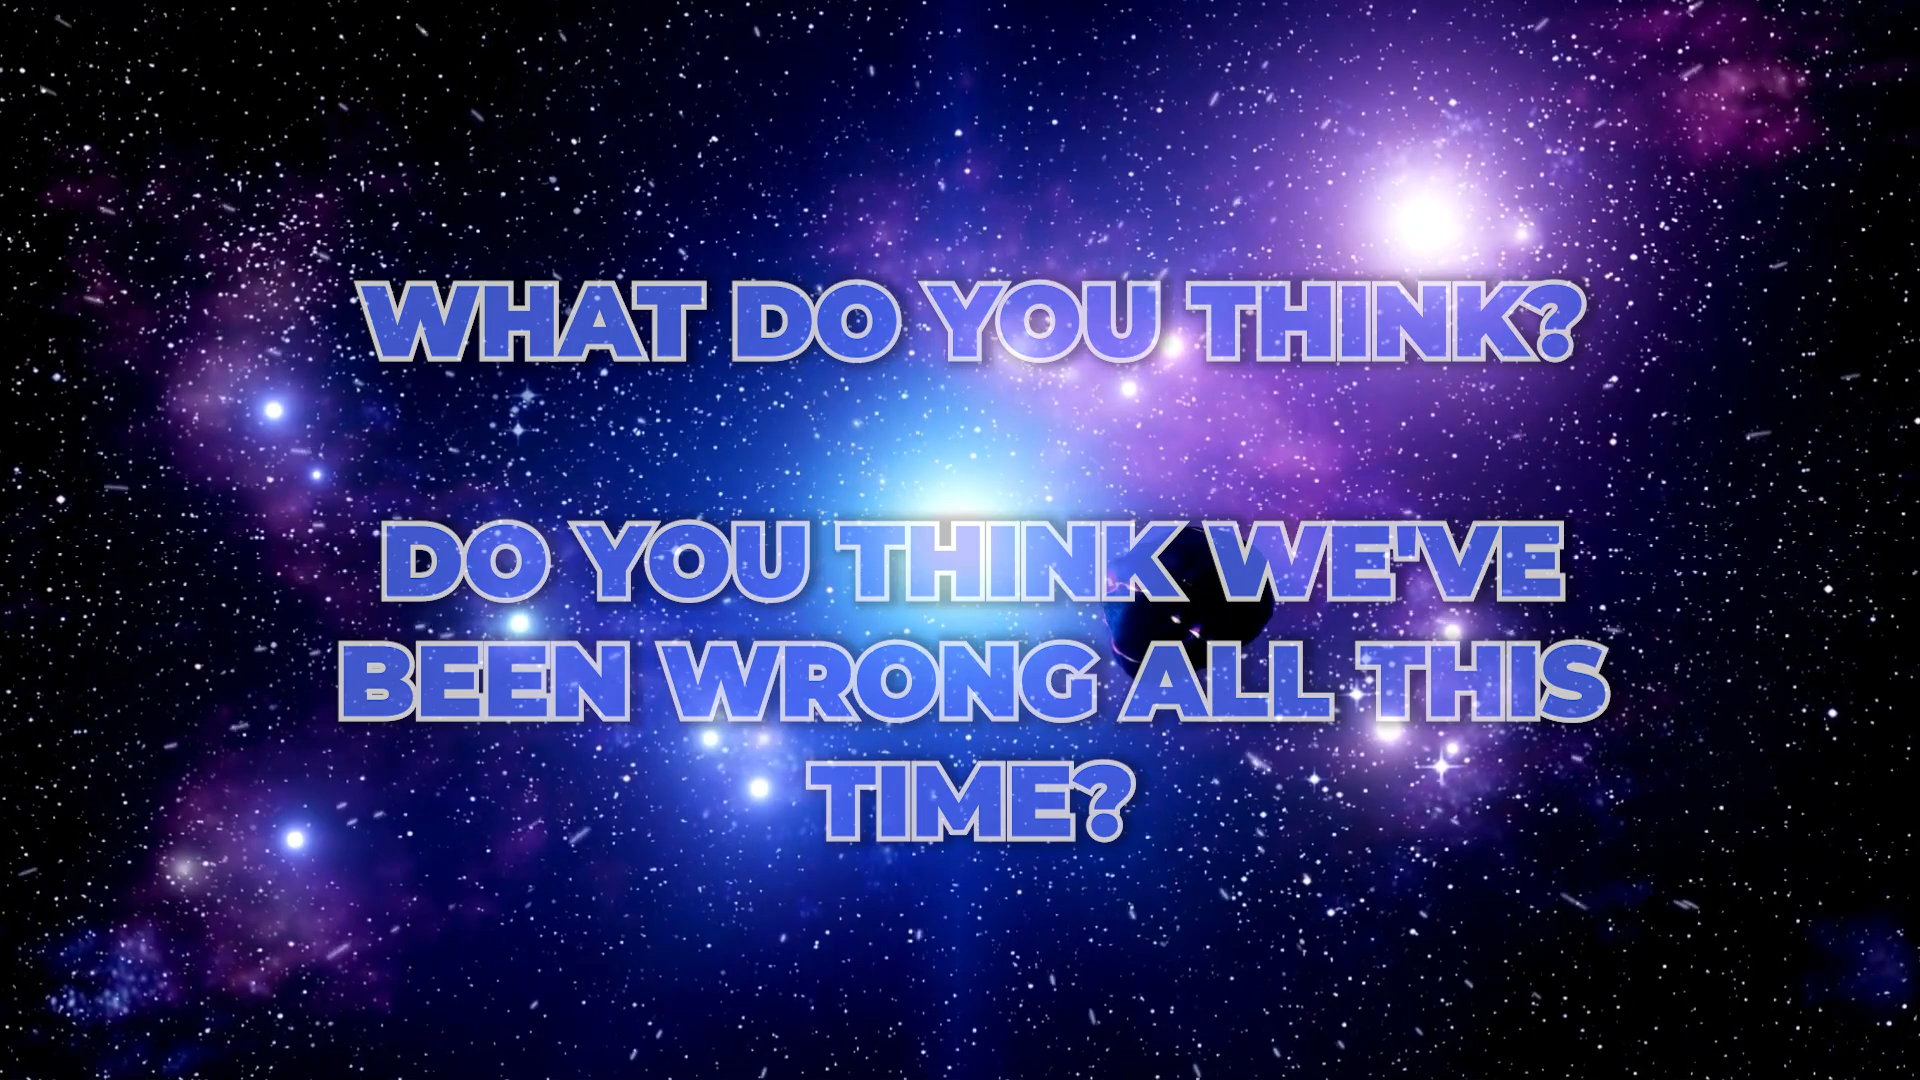 WHAT DO YOU THINK?
DO YOU THINK WE'VE
BEEN WRONG ALL THIS
TIME?